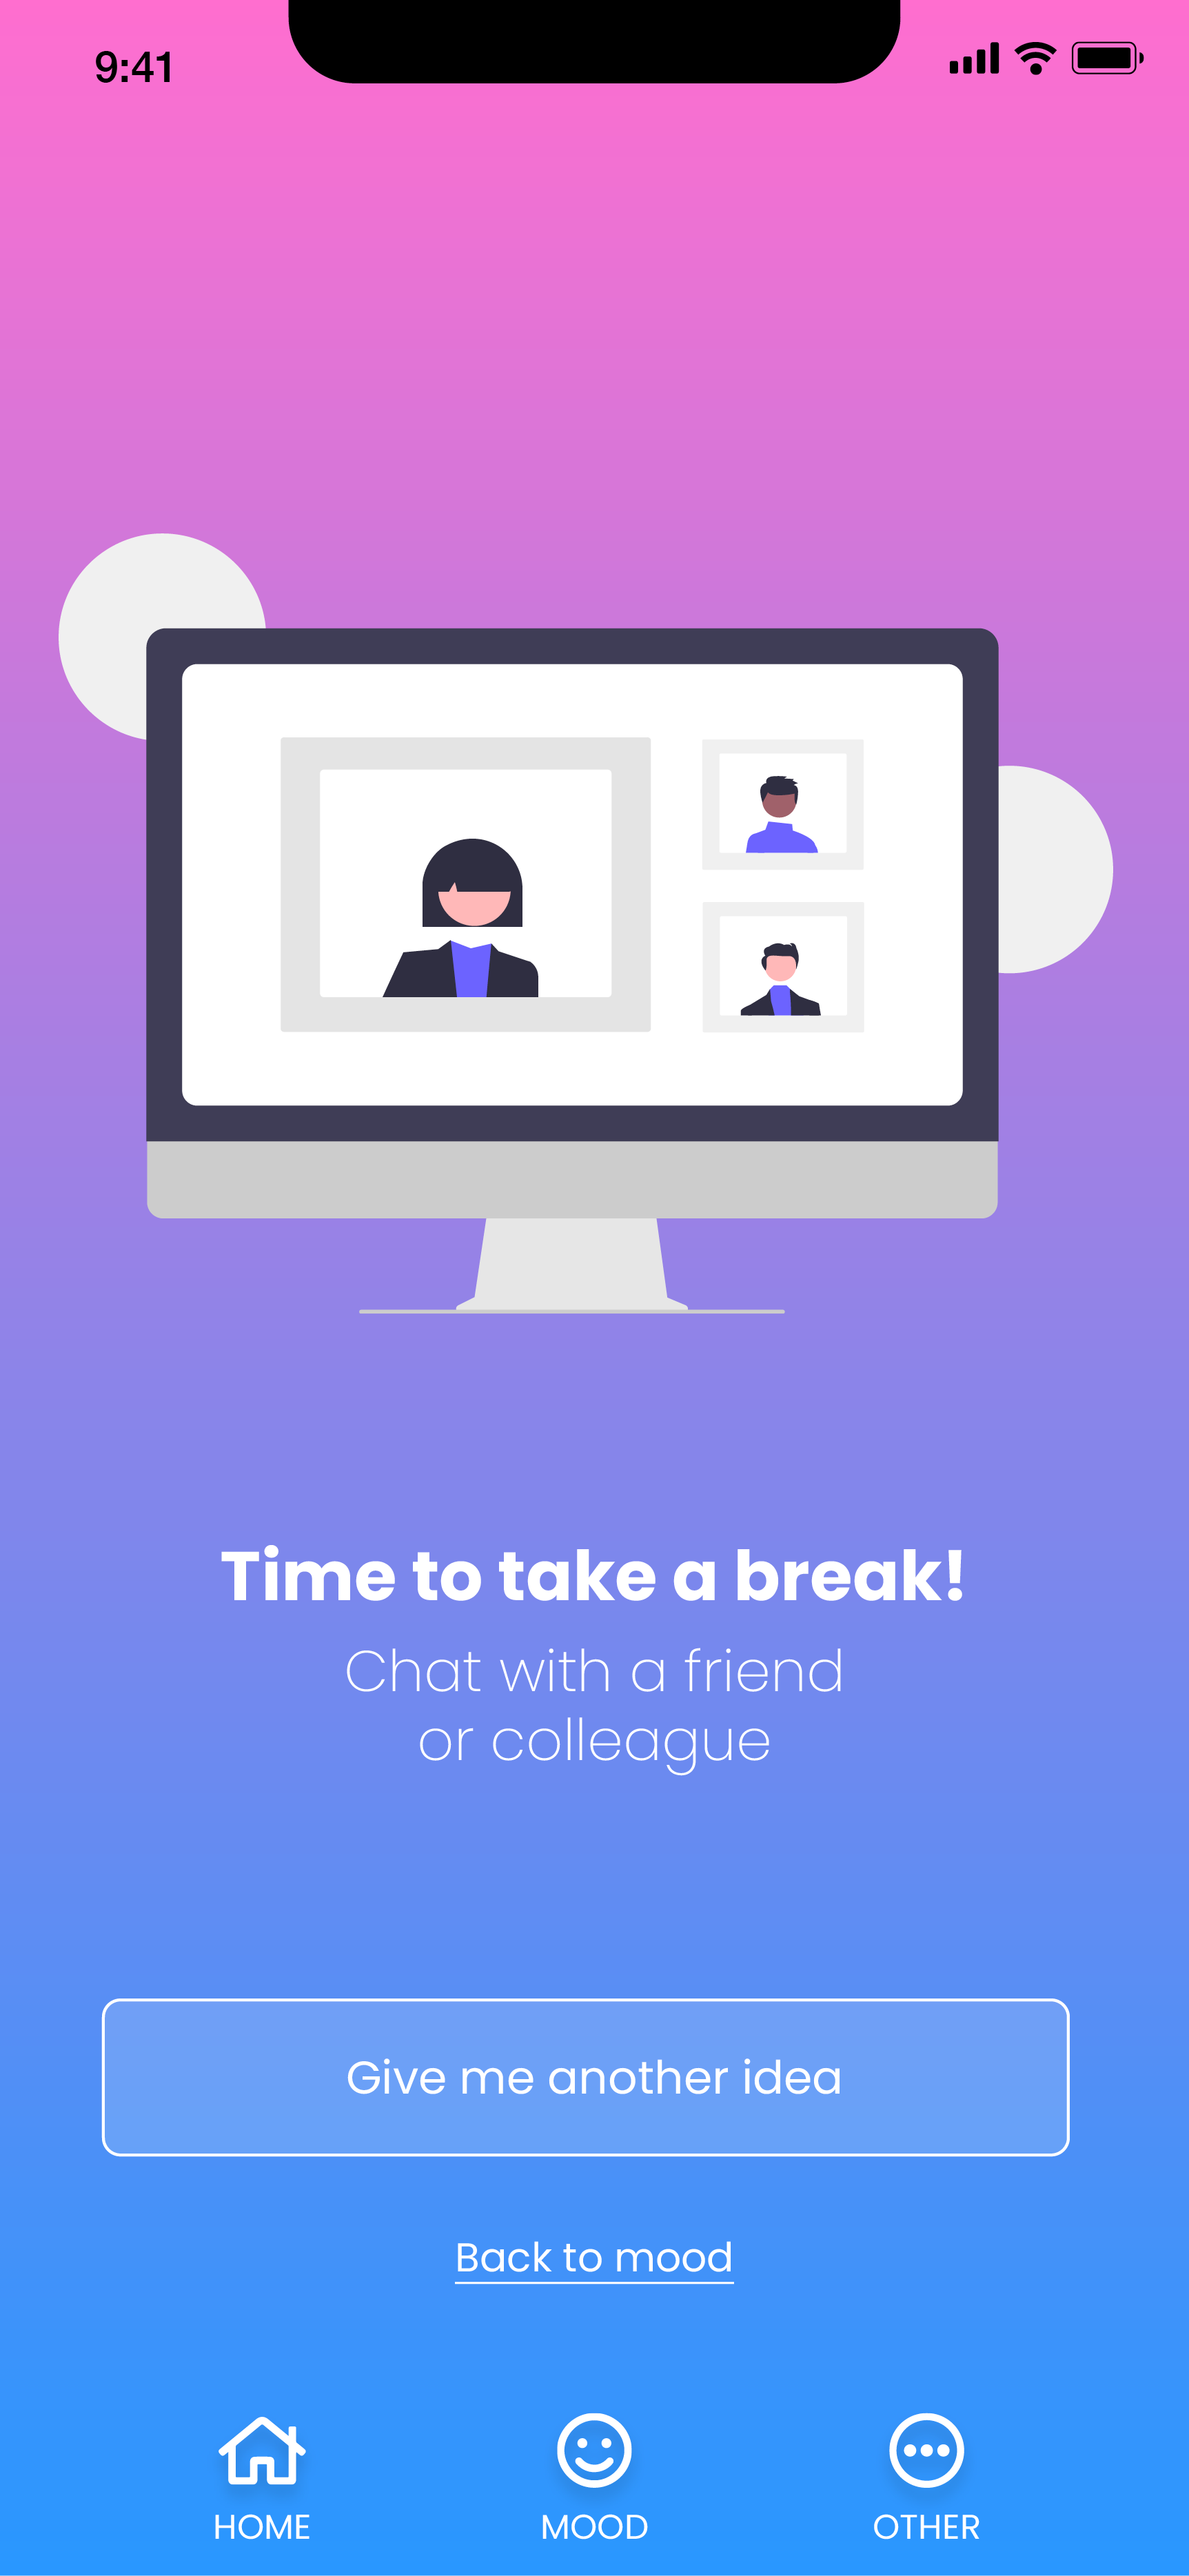 9:41
Time to take a break!
Chat with a friend
or colleague
Give me another idea
Back to mood
HOME MOOD OTHER